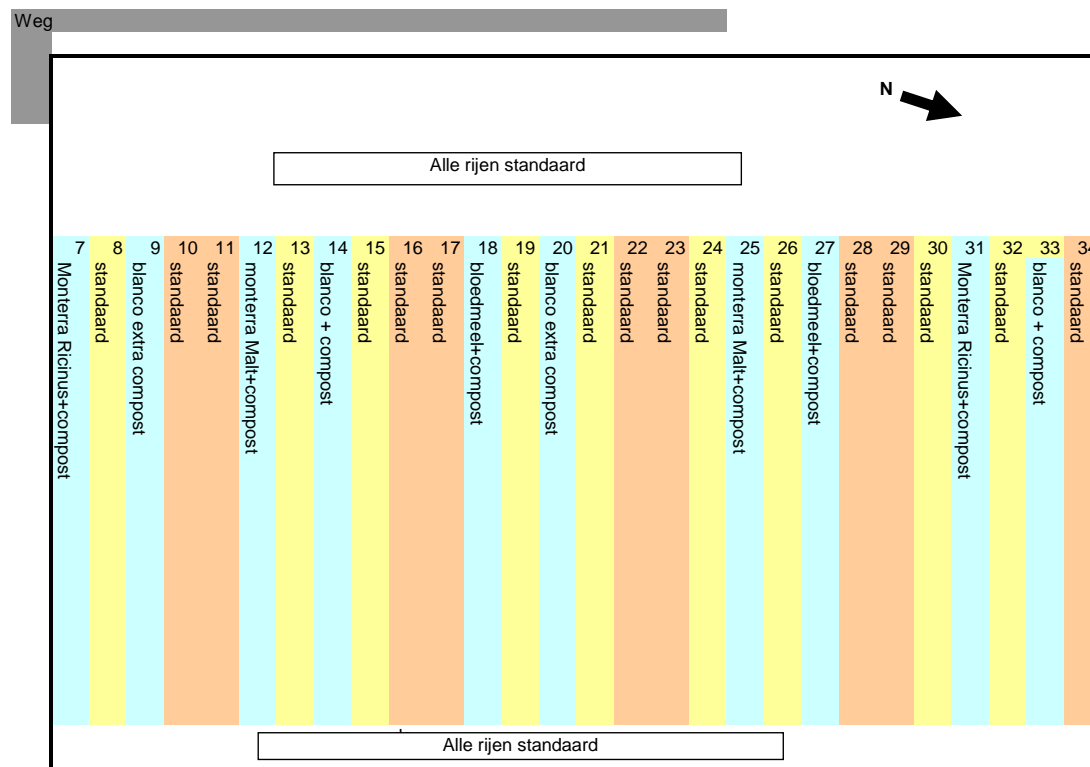 Weg
N
Alle rijen standaard
7 8 9 10 11 12 13 14 15 16 17 18 19 20 21 22 23 24 25 26 27 28 29 30 31 32 33 34
Monterra Ricinus+compost
standaard
blanco extra compost
standaard
standaard
monterra Malt+compost
standaard
blanco + compost
standaard
standaard
standaard
bloedmeel+compost
standaard
blanco extra compost
standaard
standaard
standaard
standaard
monterra Malt+compost
standaard
bloedmeel+compost
standaard
standaard
standaard
Monterra Ricinus+compost
standaard
blanco + compost
standaard
Alle rijen standaard